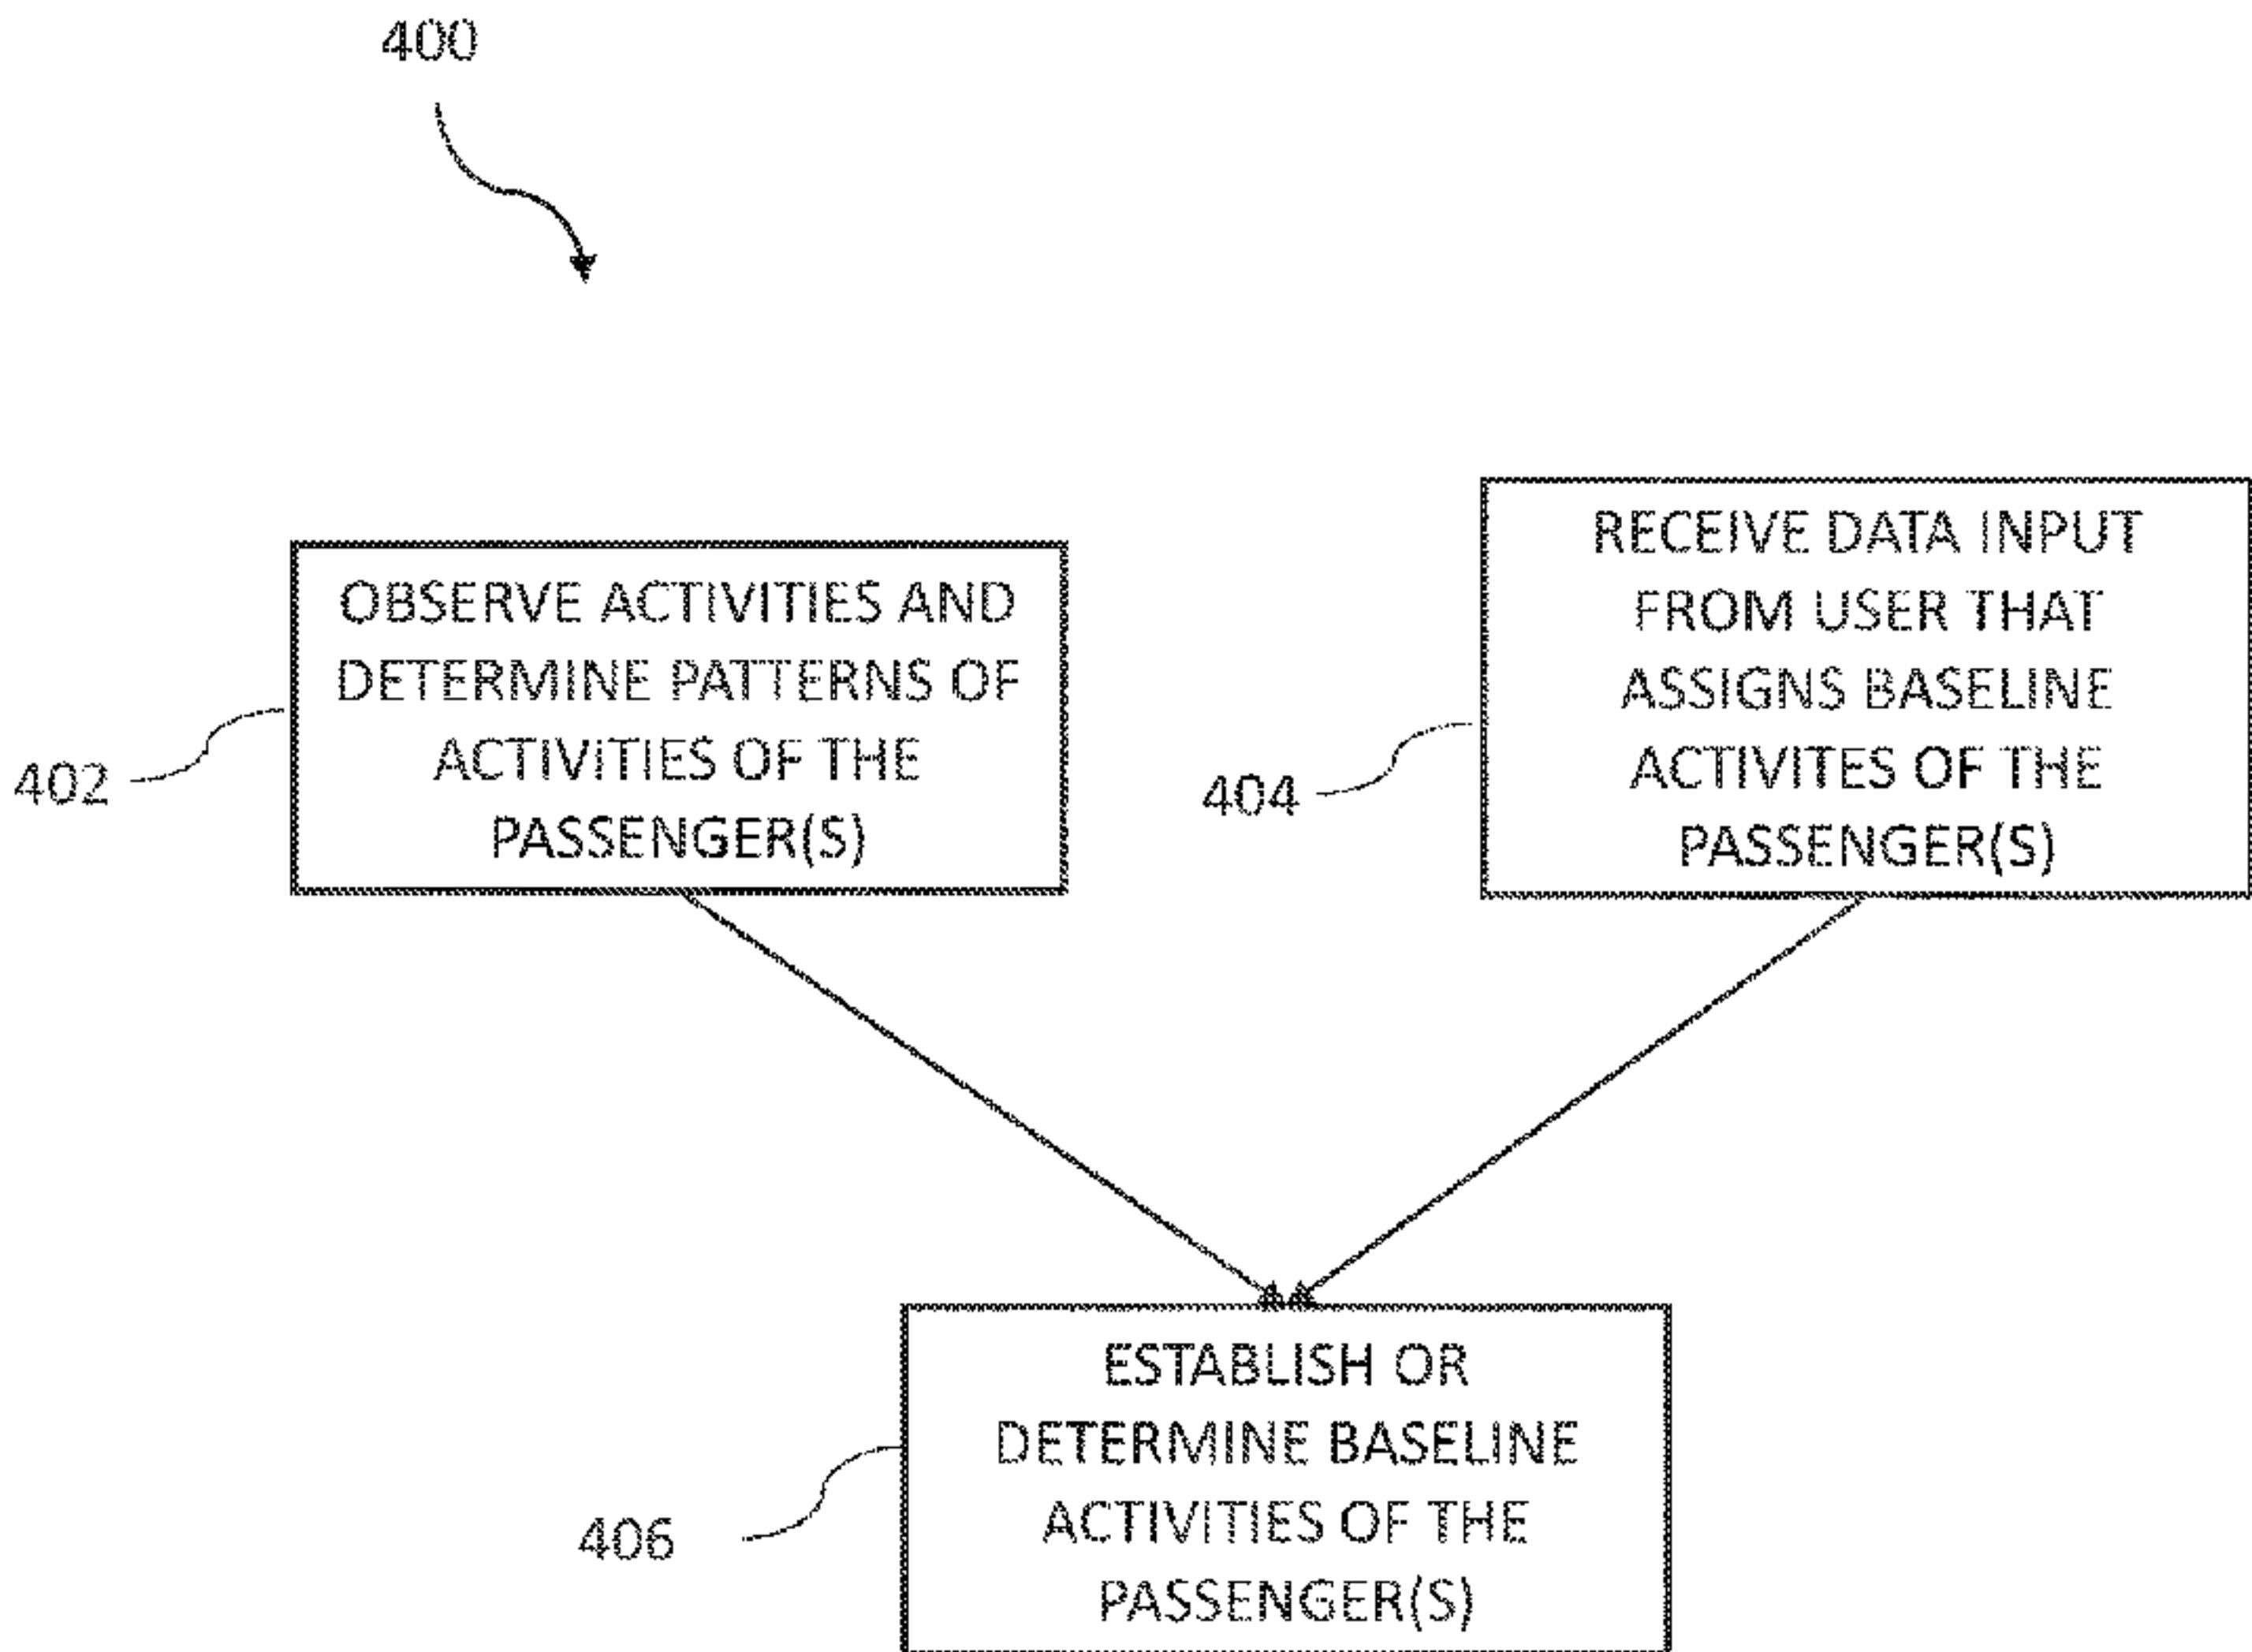 400
OBSERVE ACTIVITIES AND
DETERMINE PATTERNS OF
ACTIVITIES OF THE
PASSENGER(S)
402
RECEIVE DATA INPUT
FROM USER THAT
ASSIGNS BASELINE
ACTIVITES OF THE
PASSENGER(S)
404
ESTABLISH OR
DETERMINE BASELINE
ACTIVITIES OF THE
PASSENGER(S)
406